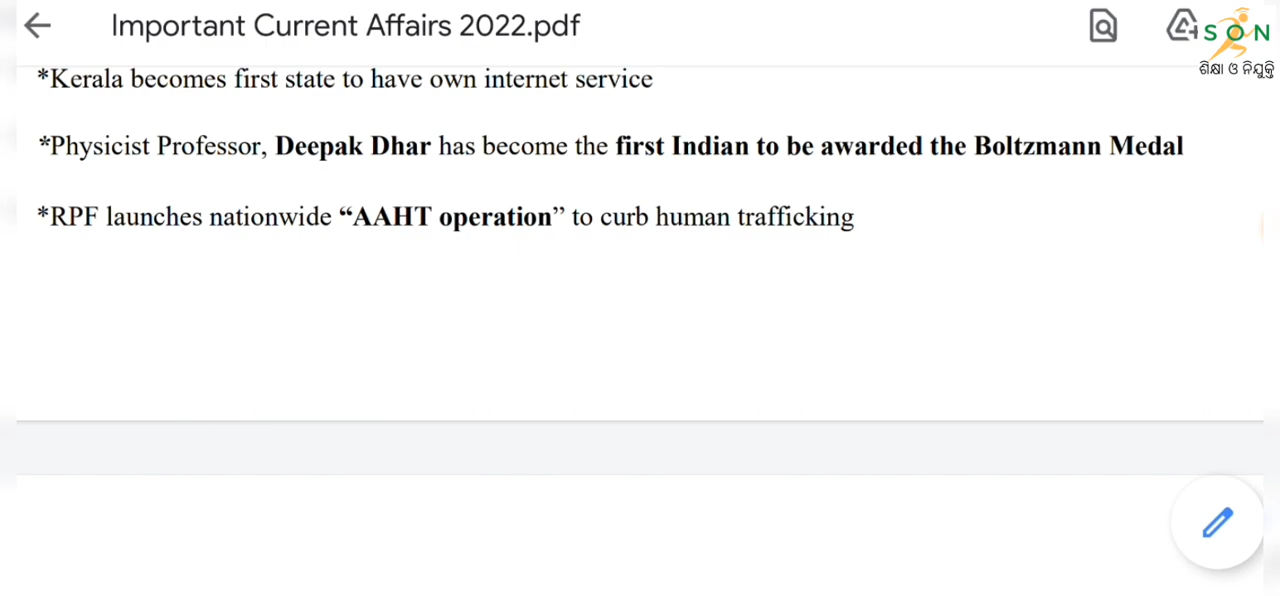 Important Current Affairs 2022.pdf
SON
ଶିକ୍ଷା ଓ ନିଯୁକ୍ତି
*Kerala becomes first state to have own internet service
*Physicist Professor, Deepak Dhar has become the first Indian to be awarded the Boltzmann Medal
*RPF launches nationwide “AAHT operation” to curb human trafficking